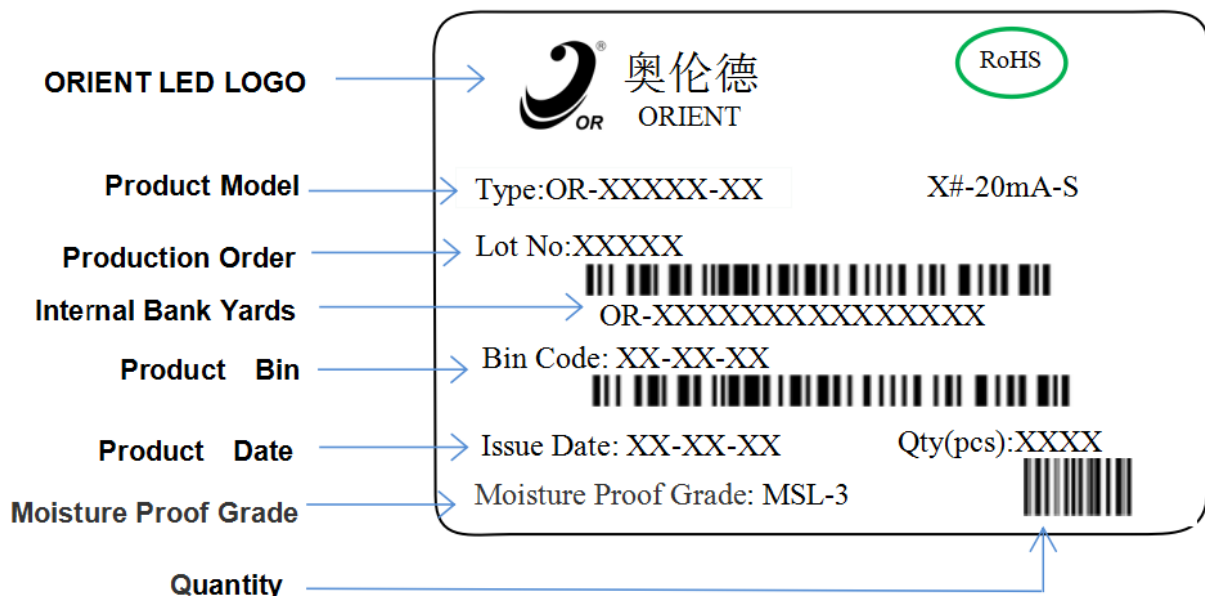 ORIENT LED LOGO
®
奥伦德
OR
ORIENT
RoHS
Product Model
Type:OR-XXXXX-XX
X#-20mA-S
Production Order
Lot No:XXXXX
Internal Bank Yards
OR-XXXXXXXXXXXXXXX
Product Bin
Bin Code: XX-XX-XX
Product Date
Issue Date: XX-XX-XX
Qty(pcs):XXXX
Moisture Proof Grade
Moisture Proof Grade: MSL-3
Quantity